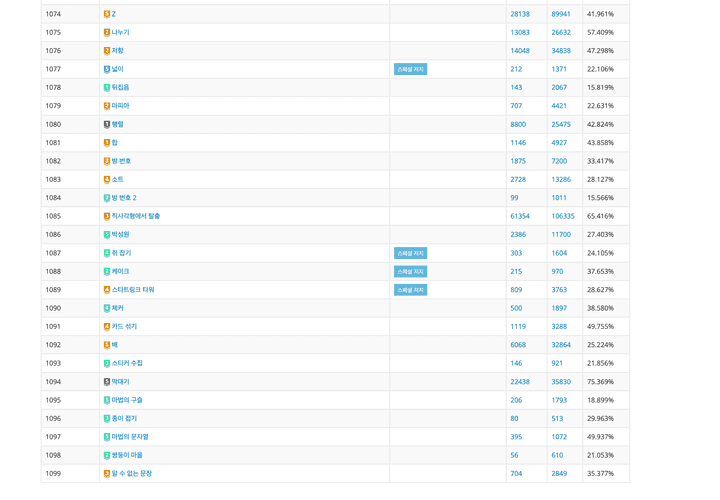 1074 Z 28138 89941 41.961%
1075 나누기 13083 26632 57.409%
1076 저항 14048 34838 47.298%
1077 넓이 스페셜 저지 212 1371 22.106%
1078 뒤집음 143 2067 15.819%
1079 마피아 707 4421 22.631%
1080 행렬 8800 25475 42.824%
1081 합 1146 4927 43.858%
1082 방 번호 1875 7200 33.417%
1083 소트 2728 13286 28.127%
1084 방 번호 2 99 1011 15.566%
1085 직사각형에서 탈출 61354 106335 65.416%
1086 박성원 2386 11700 27.403%
1087 쥐 잡기 스페셜 저지 303 1604 24.105%
1088 케이크 스페셜 저지 215 970 37.653%
1089 스타트링크 타워 스페셜 저지 809 3763 28.627%
1090 체커 500 1897 38.580%
1091 카드 섞기 1119 3288 49.755%
1092 배 6068 32864 25.224%
1093 스티커 수집 146 921 21.856%
1094 막대기 22438 35830 75.369%
1095 마법의 구슬 206 1793 18.899%
1096 종이 접기 80 513 29.963%
1097 마법의 문자열 395 1072 49.937%
1098 쌍둥이 마을 56 610 21.053%
1099 알 수 없는 문장 704 2849 35.377%